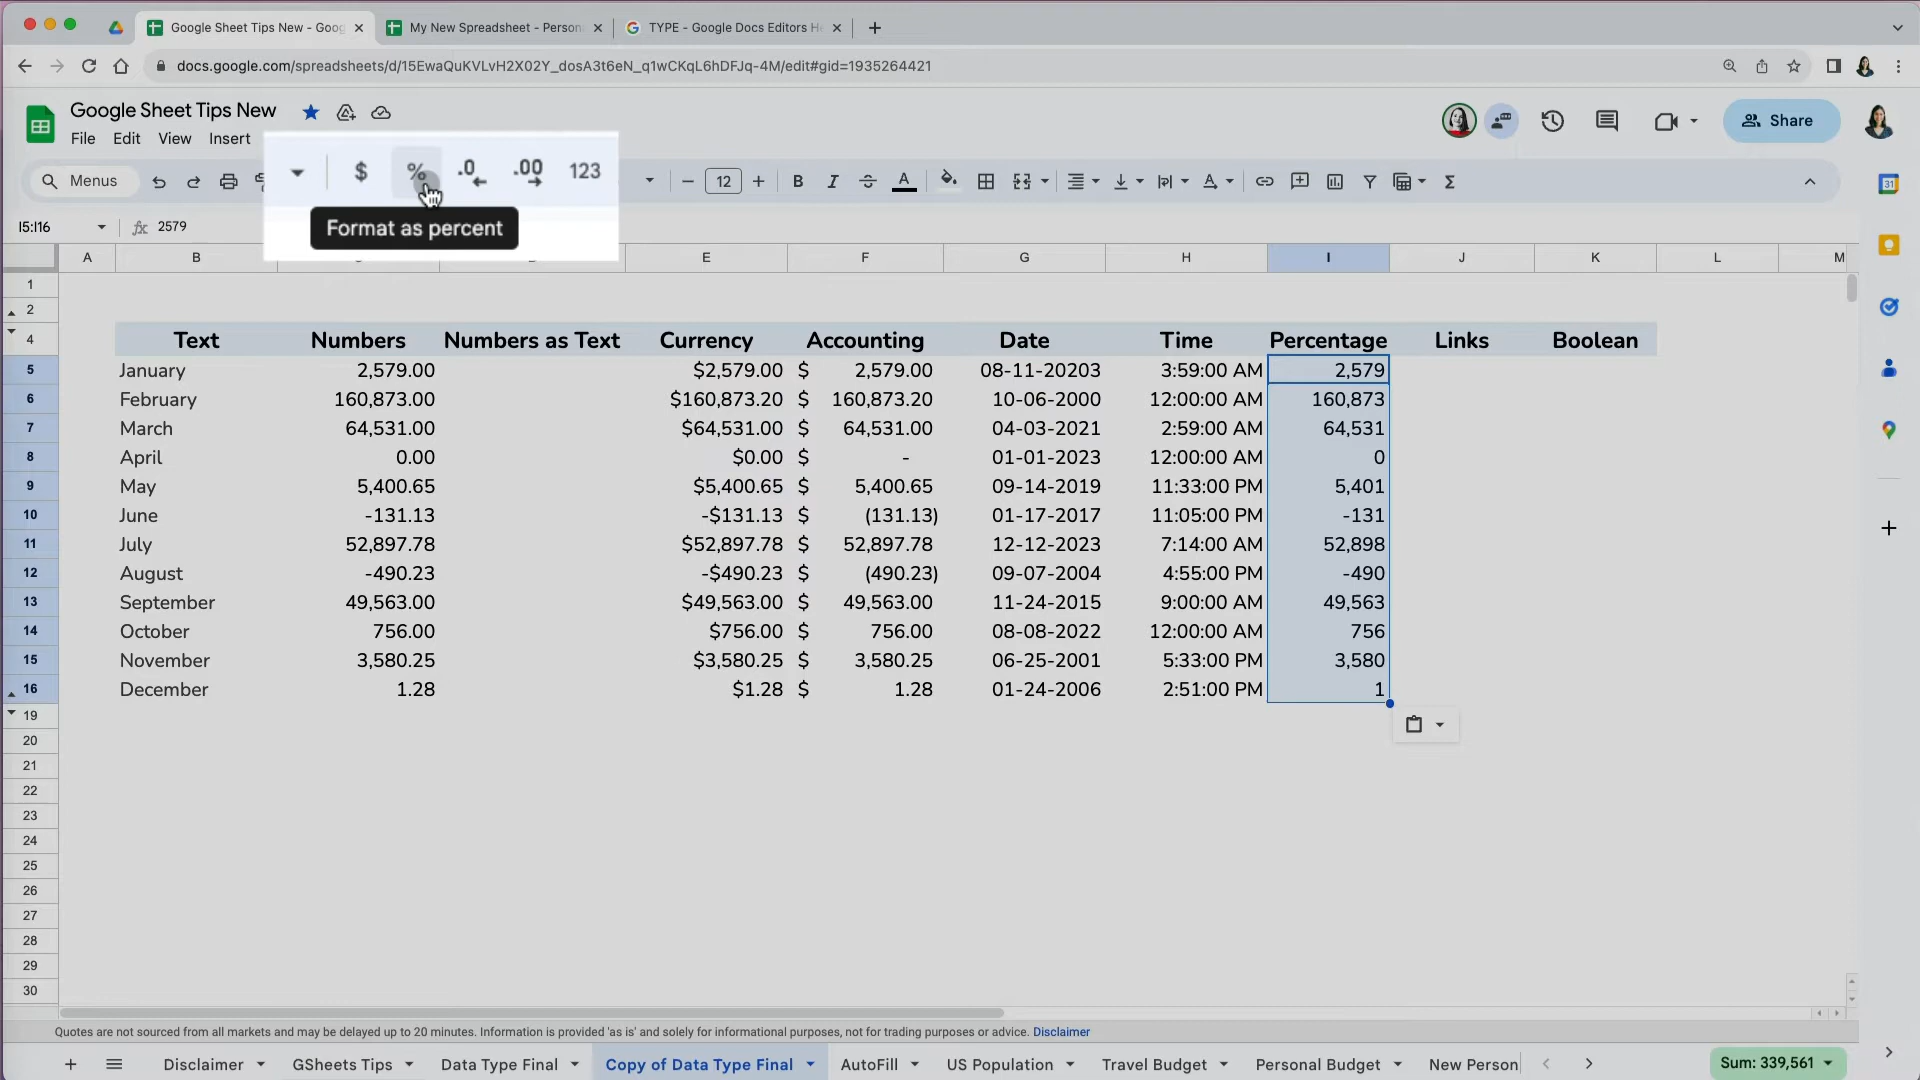 Google Sheet Tips New - Goog
My New Spreadsheet - Person
TYPE - Google Docs Editors He
docs.google.com/spreadsheets/d/15EwaQuKVLvH2X02Y_dosA3t6eN_q1wCKqL6hDFJq-4M/edit#gid=1935264421
Google Sheet Tips New
File Edit View Insert
Share
Menus
$ % .0 .00 123
12
Format as percent
I5:I16 2579
A B E F G H I J K L M
1
2
4 Text Numbers Numbers as Text Currency Accounting Date Time Percentage Links Boolean
5 January 2,579.00 $2,579.00 $ 2,579.00 08-11-20203 3:59:00 AM 2,579
6 February 160,873.00 $160,873.20 $ 160,873.20 10-06-2000 12:00:00 AM 160,873
7 March 64,531.00 $64,531.00 $ 64,531.00 04-03-2021 2:59:00 AM 64,531
8 April 0.00 $0.00 $ - 01-01-2023 12:00:00 AM 0
9 May 5,400.65 $5,400.65 $ 5,400.65 09-14-2019 11:33:00 PM 5,401
10 June -131.13 -$131.13 $ (131.13) 01-17-2017 11:05:00 PM -131
11 July 52,897.78 $52,897.78 $ 52,897.78 12-12-2023 7:14:00 AM 52,898
12 August -490.23 -$490.23 $ (490.23) 09-07-2004 4:55:00 PM -490
13 September 49,563.00 $49,563.00 $ 49,563.00 11-24-2015 9:00:00 AM 49,563
14 October 756.00 $756.00 $ 756.00 08-08-2022 12:00:00 AM 756
15 November 3,580.25 $3,580.25 $ 3,580.25 06-25-2001 5:33:00 PM 3,580
16 December 1.28 $1.28 $ 1.28 01-24-2006 2:51:00 PM 1
19
20
21
22
23
24
25
26
27
28
29
30
Quotes are not sourced from all markets and may be delayed up to 20 minutes. Information is provided 'as is' and solely for informational purposes, not for trading purposes or advice. Disclaimer
Disclaimer GSheets Tips Data Type Final Copy of Data Type Final AutoFill US Population Travel Budget Personal Budget New Person Sum: 339,561